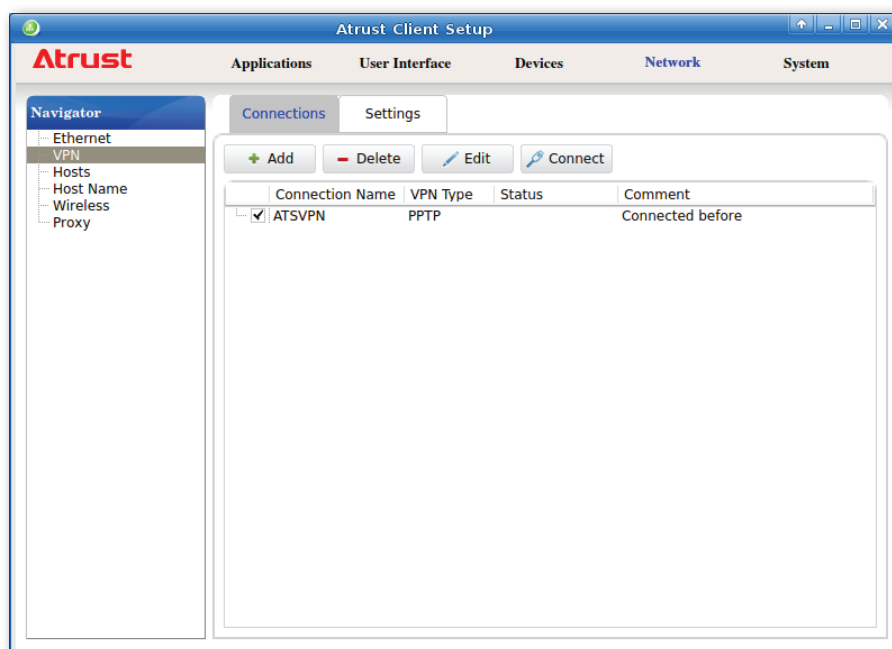 Atrust Client Setup
Atrust
Applications User Interface Devices Network System
Navigator
Ethernet
VPN
Hosts
Host Name
Wireless
Proxy
Connections Settings
Add Delete Edit Connect
Connection Name VPN Type Status Comment
ATSVPN PPTP Connected before